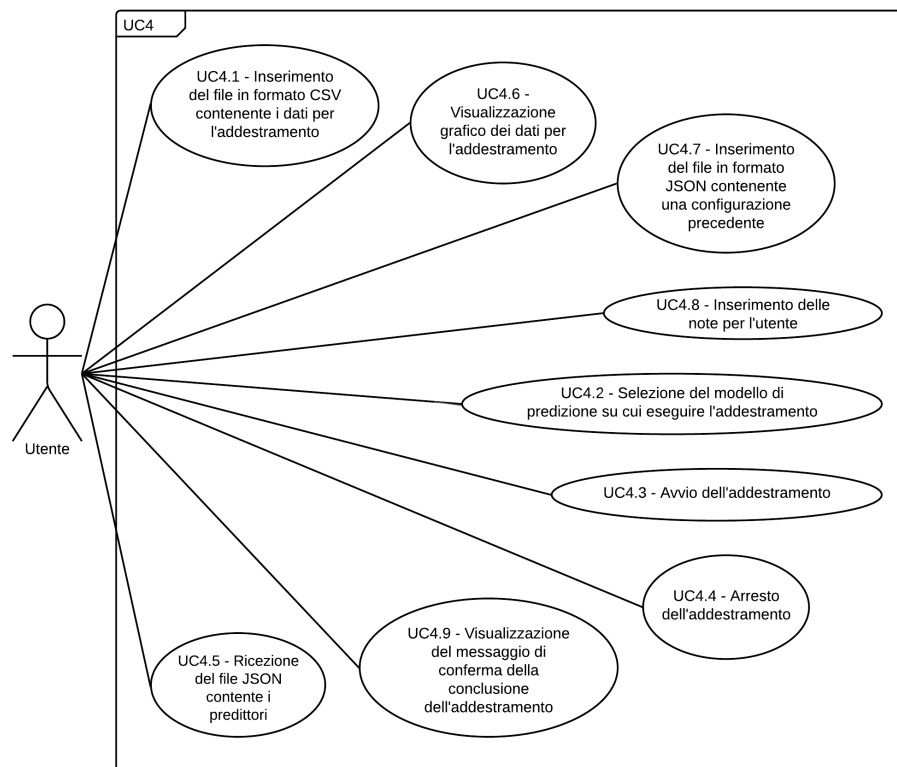 UC4
UC4.1 - Inserimento
del file in formato CSV
contenente i dati per
l'addestramento
UC4.6 -
Visualizzazione
grafico dei dati per
l'addestramento
UC4.7 - Inserimento
del file in formato
JSON contenente
una configurazione
precedente
UC4.8 - Inserimento delle
note per l'utente
UC4.2 - Selezione del modello di
predizione su cui eseguire l'addestramento
Utente
UC4.3 - Avvio dell'addestramento
UC4.4 - Arresto
dell'addestramento
UC4.9 - Visualizzazione
del messaggio di
conferma della
conclusione
dell'addestramento
UC4.5 - Ricezione
del file JSON
contente i
predittori